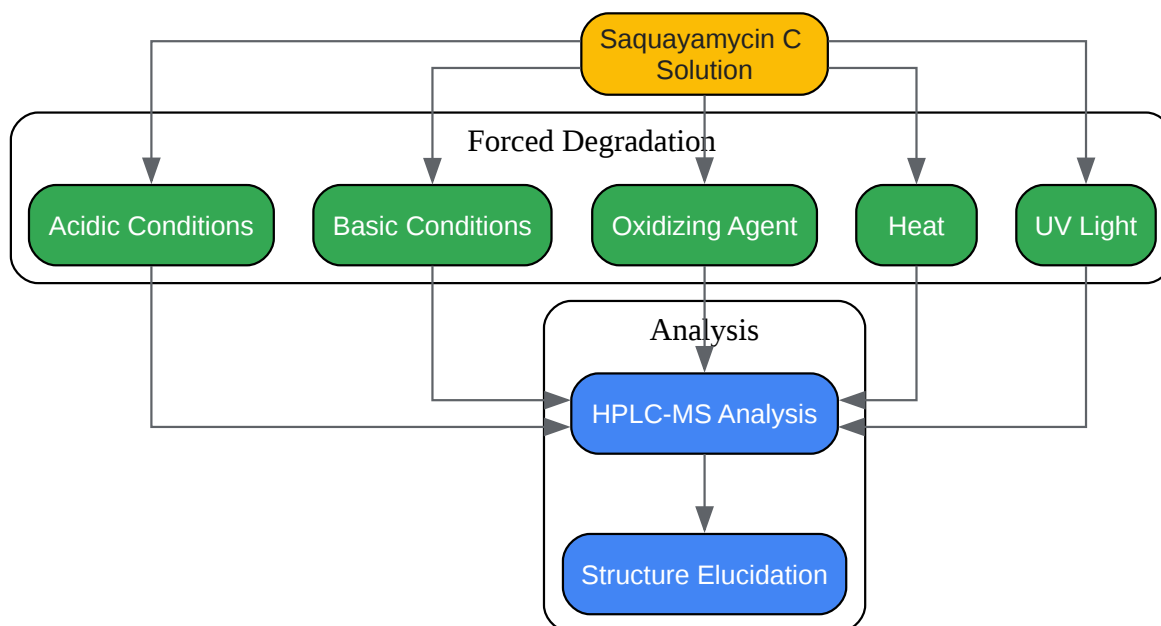 Saquayamycin C
Solution
Forced Degradation
Acidic Conditions
Basic Conditions
Oxidizing Agent
Heat
UV Light
Analysis
HPLC-MS Analysis
Structure Elucidation